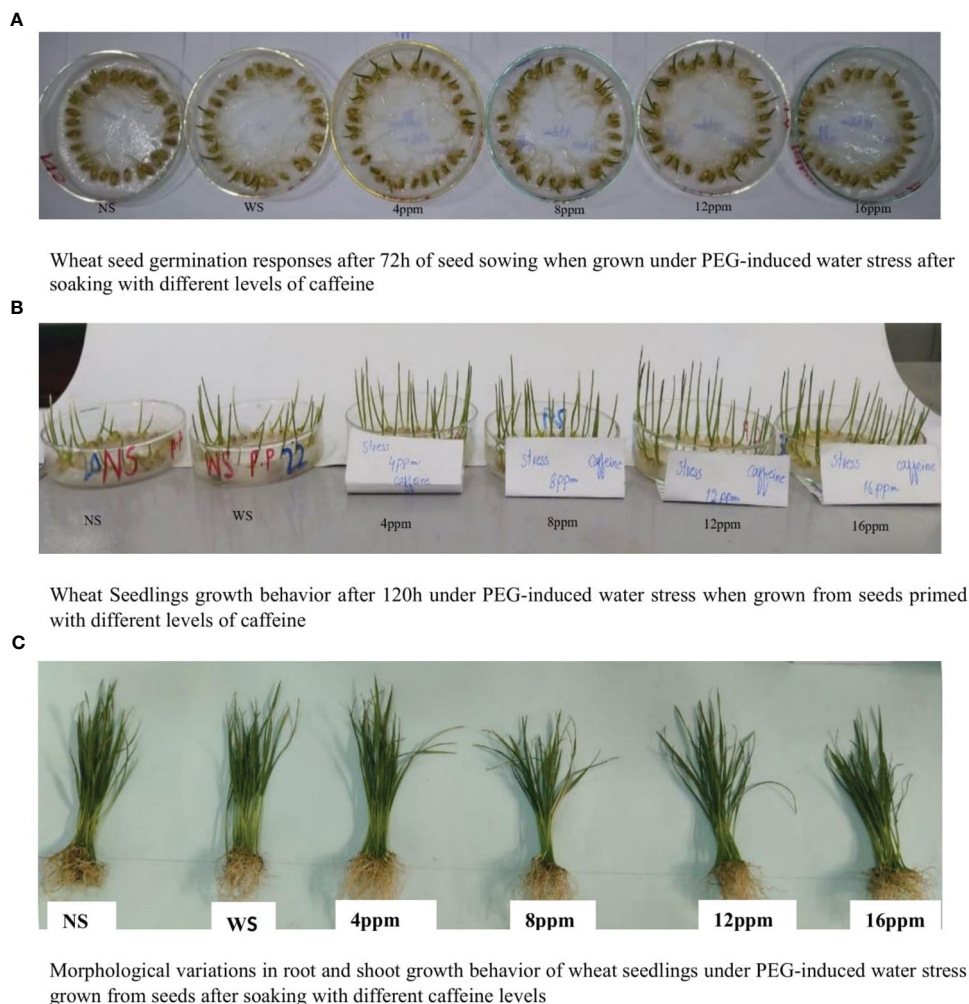 A
NS WS 4ppm 8ppm 12ppm 16ppm
Wheat seed germination responses after 72h of seed sowing when grown under PEG-induced water stress after
soaking with different levels of caffeine
B
NS P.P
WS P.P 22
Stress
4ppm
caffeine
Stress caffeine
8ppm
Stress caffeine
12ppm
Stress caffeine
16ppm
NS WS 4ppm 8ppm 12ppm 16ppm
Wheat Seedlings growth behavior after 120h under PEG-induced water stress when grown from seeds primed
with different levels of caffeine
C
NS WS 4ppm 8ppm 12ppm 16ppm
Morphological variations in root and shoot growth behavior of wheat seedlings under PEG-induced water stress
grown from seeds after soaking with different caffeine levels